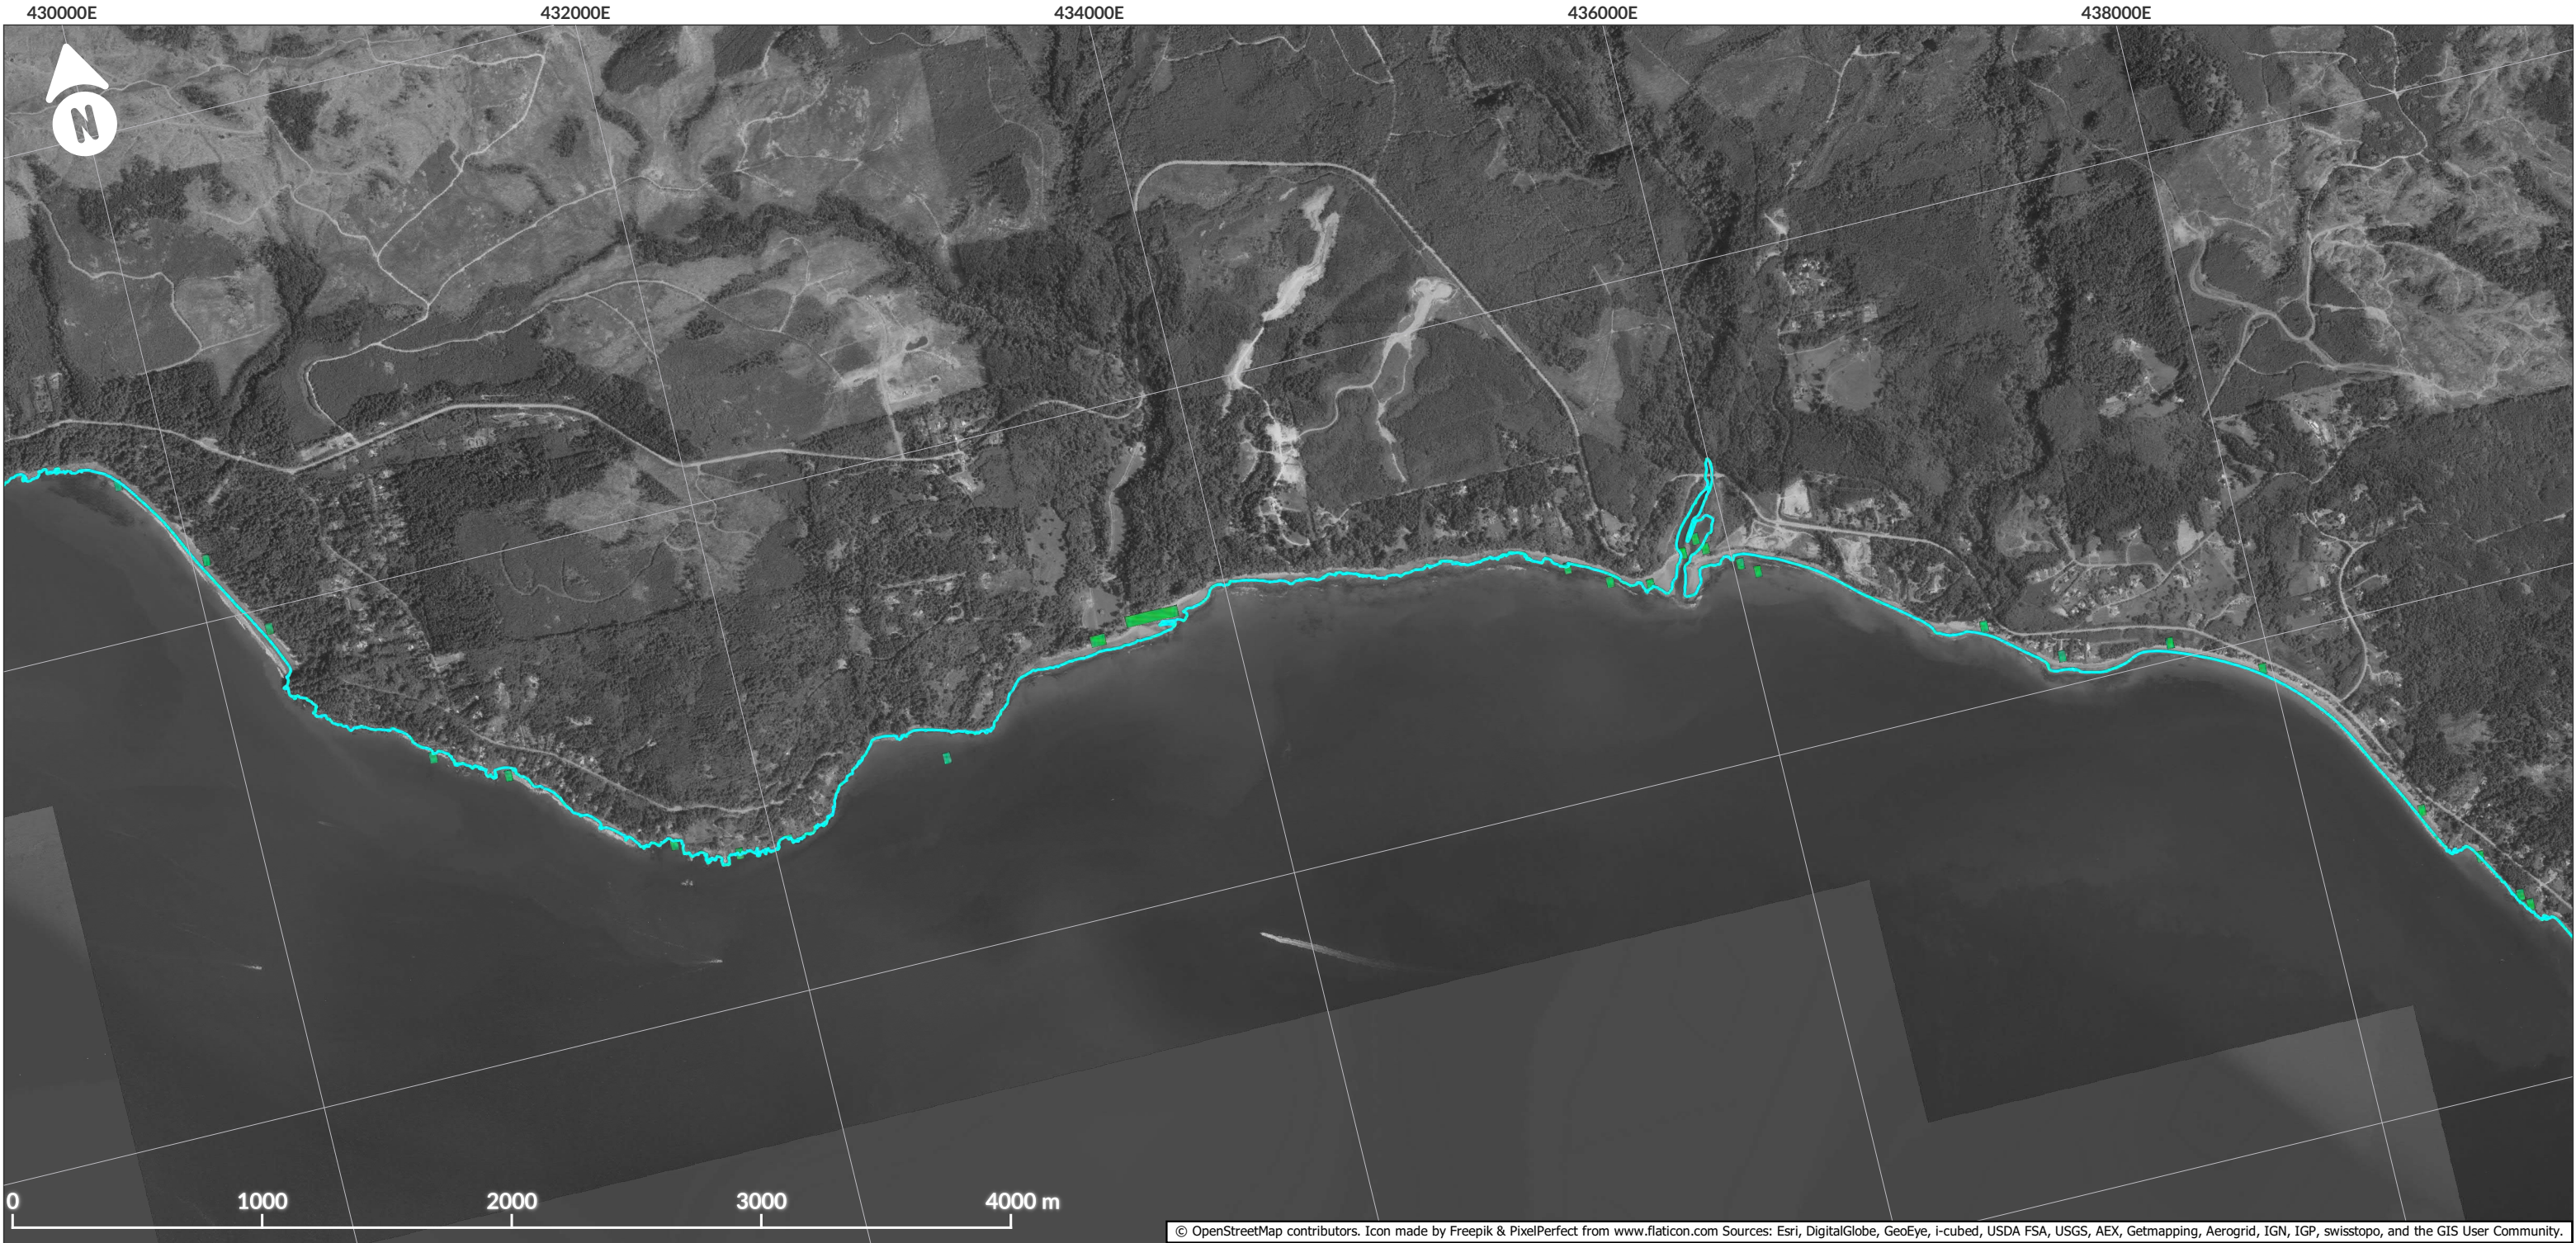 430000E 432000E 434000E 436000E 438000E
N
0 1000 2000 3000 4000 m
© OpenStreetMap contributors. Icon made by Freepik & PixelPerfect from www.flaticon.com Sources: Esri, DigitalGlobe, GeoEye, i-cubed, USDA FSA, USGS, AEX, Getmapping, Aerogrid, IGN, IGP, swisstopo, and the GIS User Community.